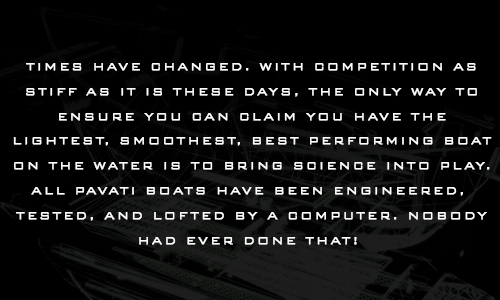 TIMES HAVE CHANGED. WITH COMPETITION AS
STIFF AS IT IS THESE DAYS, THE ONLY WAY TO
ENSURE YOU CAN CLAIM YOU HAVE THE
LIGHTEST, SMOOTHEST, BEST PERFORMING BOAT
ON THE WATER IS TO BRING SCIENCE INTO PLAY.
ALL PAVATI BOATS HAVE BEEN ENGINEERED,
TESTED, AND LOFTED BY A COMPUTER. NOBODY
HAD EVER DONE THAT!